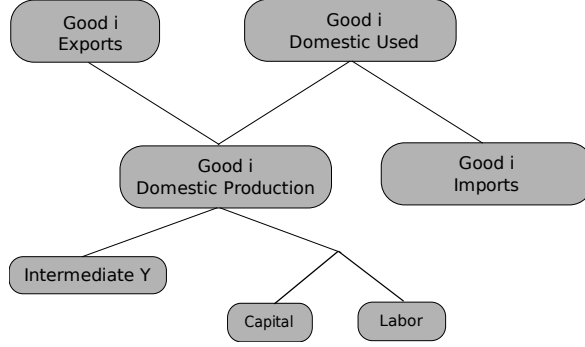 Good i
Exports
Good i
Domestic Used
Good i
Domestic Production
Good i
Imports
Intermediate Y
Capital
Labor